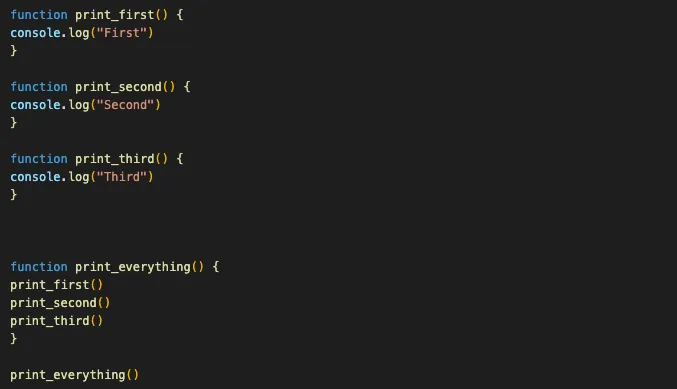 function print_first() {
console.log("First")
}
function print_second() {
console.log("Second")
}
function print_third() {
console.log("Third")
}
function print_everything() {
print_first()
print_second()
print_third()
}
print_everything()